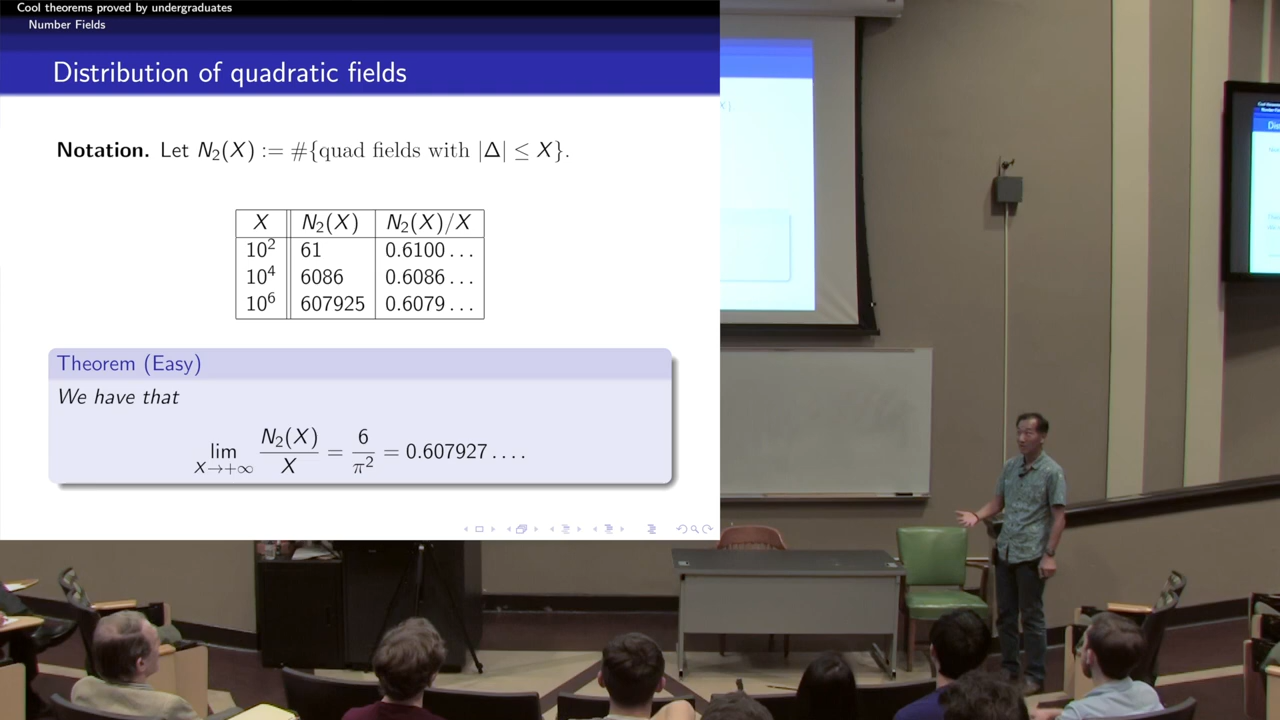 Cool theorems proved by undergraduates
Number Fields
Distribution of quadratic fields
Notation. Let N₂(X) := #{quad fields with |Δ| ≤ X}.
X N₂(X) N₂(X)/X
10² 61 0.6100 . . .
10⁴ 6086 0.6086 . . .
10⁶ 607925 0.6079 . . .
Theorem (Easy)
We have that
lim X→+∞ N₂(X)/X = 6/π² = 0.607927 . . . .